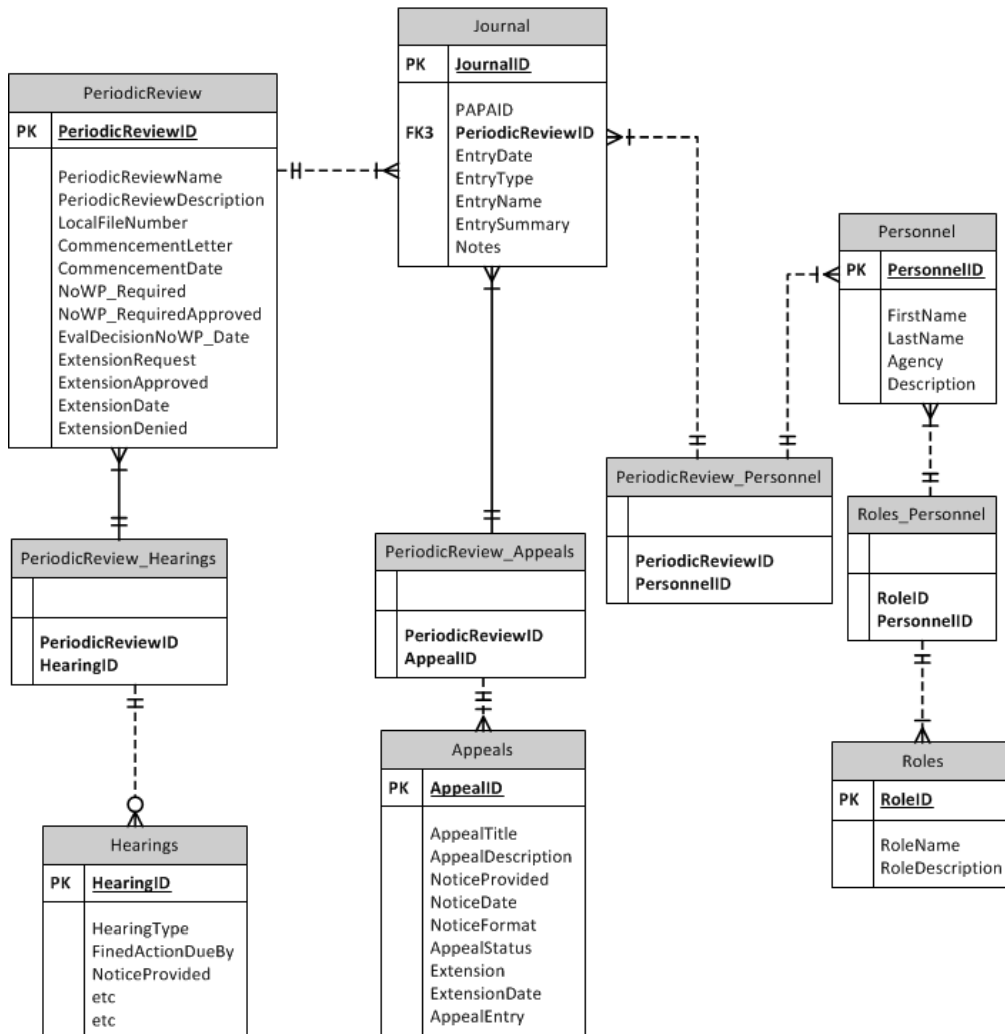 Journal
PK JournalID
PAPAID
FK3 PeriodicReviewID
EntryDate
EntryType
EntryName
EntrySummary
Notes
PeriodicReview
PK PeriodicReviewID
PeriodicReviewName
PeriodicReviewDescription
LocalFileNumber
CommencementLetter
CommencementDate
NoWP_Required
NoWP_RequiredApproved
EvalDecisionNoWP_Date
ExtensionRequest
ExtensionApproved
ExtensionDate
ExtensionDenied
Personnel
PK PersonnelID
FirstName
LastName
Agency
Description
PeriodicReview_Personnel
PeriodicReviewID
PersonnelID
Roles_Personnel
RoleID
PersonnelID
PeriodicReview_Hearings
PeriodicReviewID
HearingID
PeriodicReview_Appeals
PeriodicReviewID
AppealID
Appeals
PK AppealID
AppealTitle
AppealDescription
NoticeProvided
NoticeDate
NoticeFormat
AppealStatus
Extension
ExtensionDate
AppealEntry
Roles
PK RoleID
RoleName
RoleDescription
Hearings
PK HearingID
HearingType
FinedActionDueBy
NoticeProvided
etc
etc